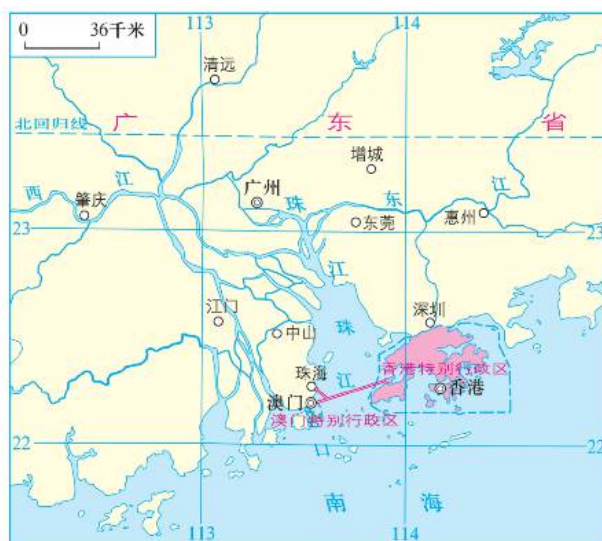 0 36千米
113
114
清远
北回归线
广东省
增城
西江
肇庆
广州
珠江
东江
东莞
惠州
23
23
江门
中山
深圳
珠江口
珠海
香港特别行政区
澳门
香港
澳门特别行政区
22
22
南海
113
114